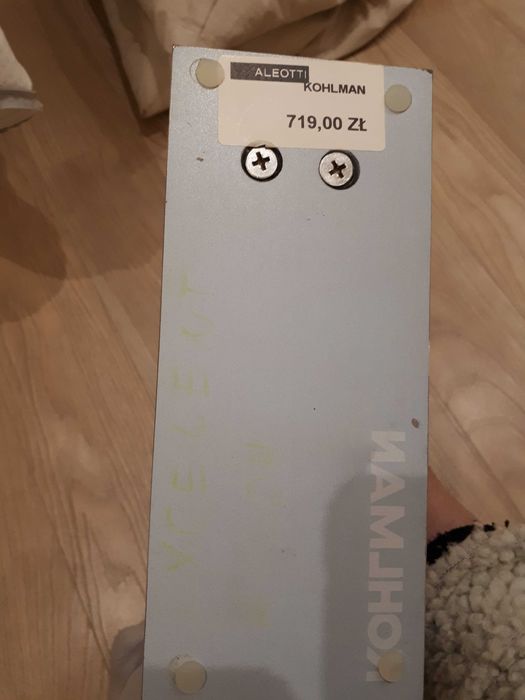 ALEOTTI
KOHLMAN
719,00 ZŁ
KOHLMAN